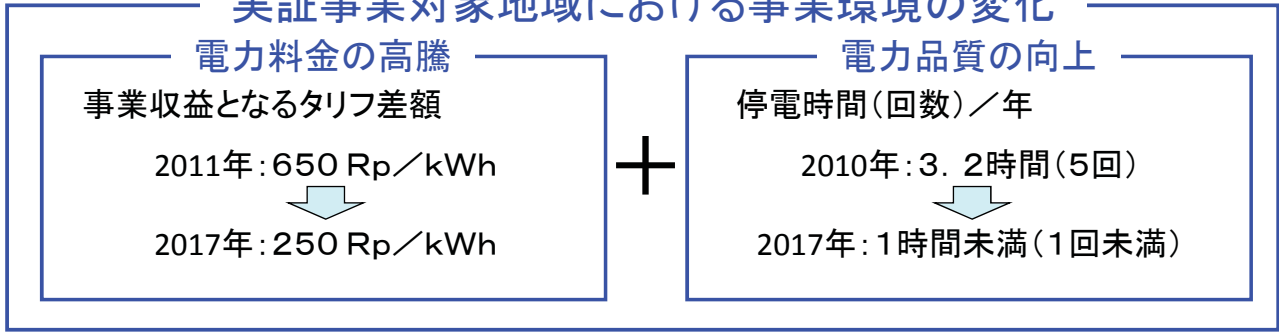 実証事業対象地域における事業環境の変化
電力料金の高騰
事業収益となるタリフ差額
2011年:650 Rp/kWh
2017年:250 Rp/kWh
+
電力品質の向上
停電時間(回数)/年
2010年:3.2時間(5回)
2017年:1時間未満(1回未満)